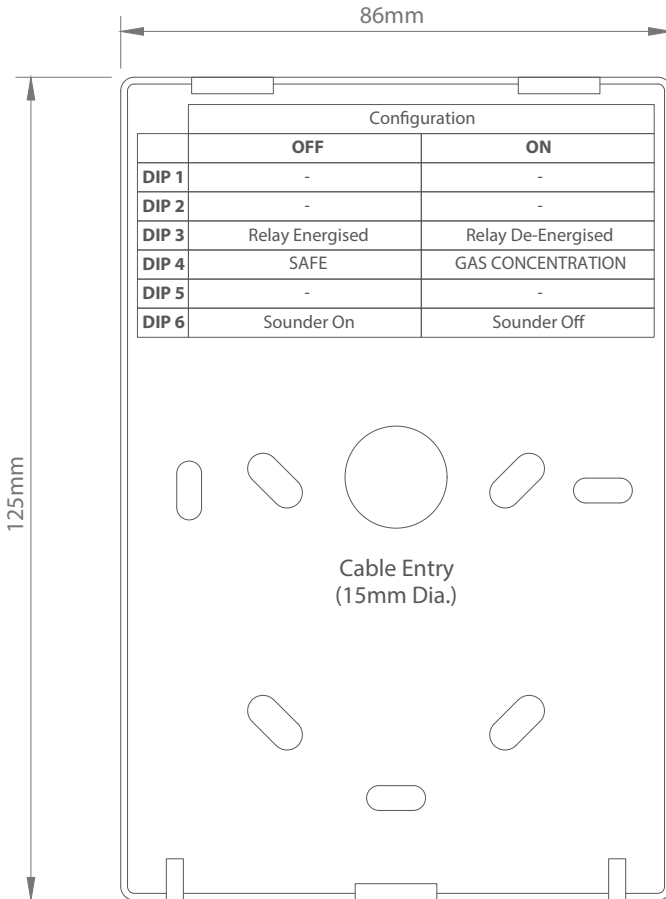 86mm
125mm
Configuration
OFF ON
DIP 1 - -
DIP 2 - -
DIP 3 Relay Energised Relay De-Energised
DIP 4 SAFE GAS CONCENTRATION
DIP 5 - -
DIP 6 Sounder On Sounder Off
Cable Entry
(15mm Dia.)